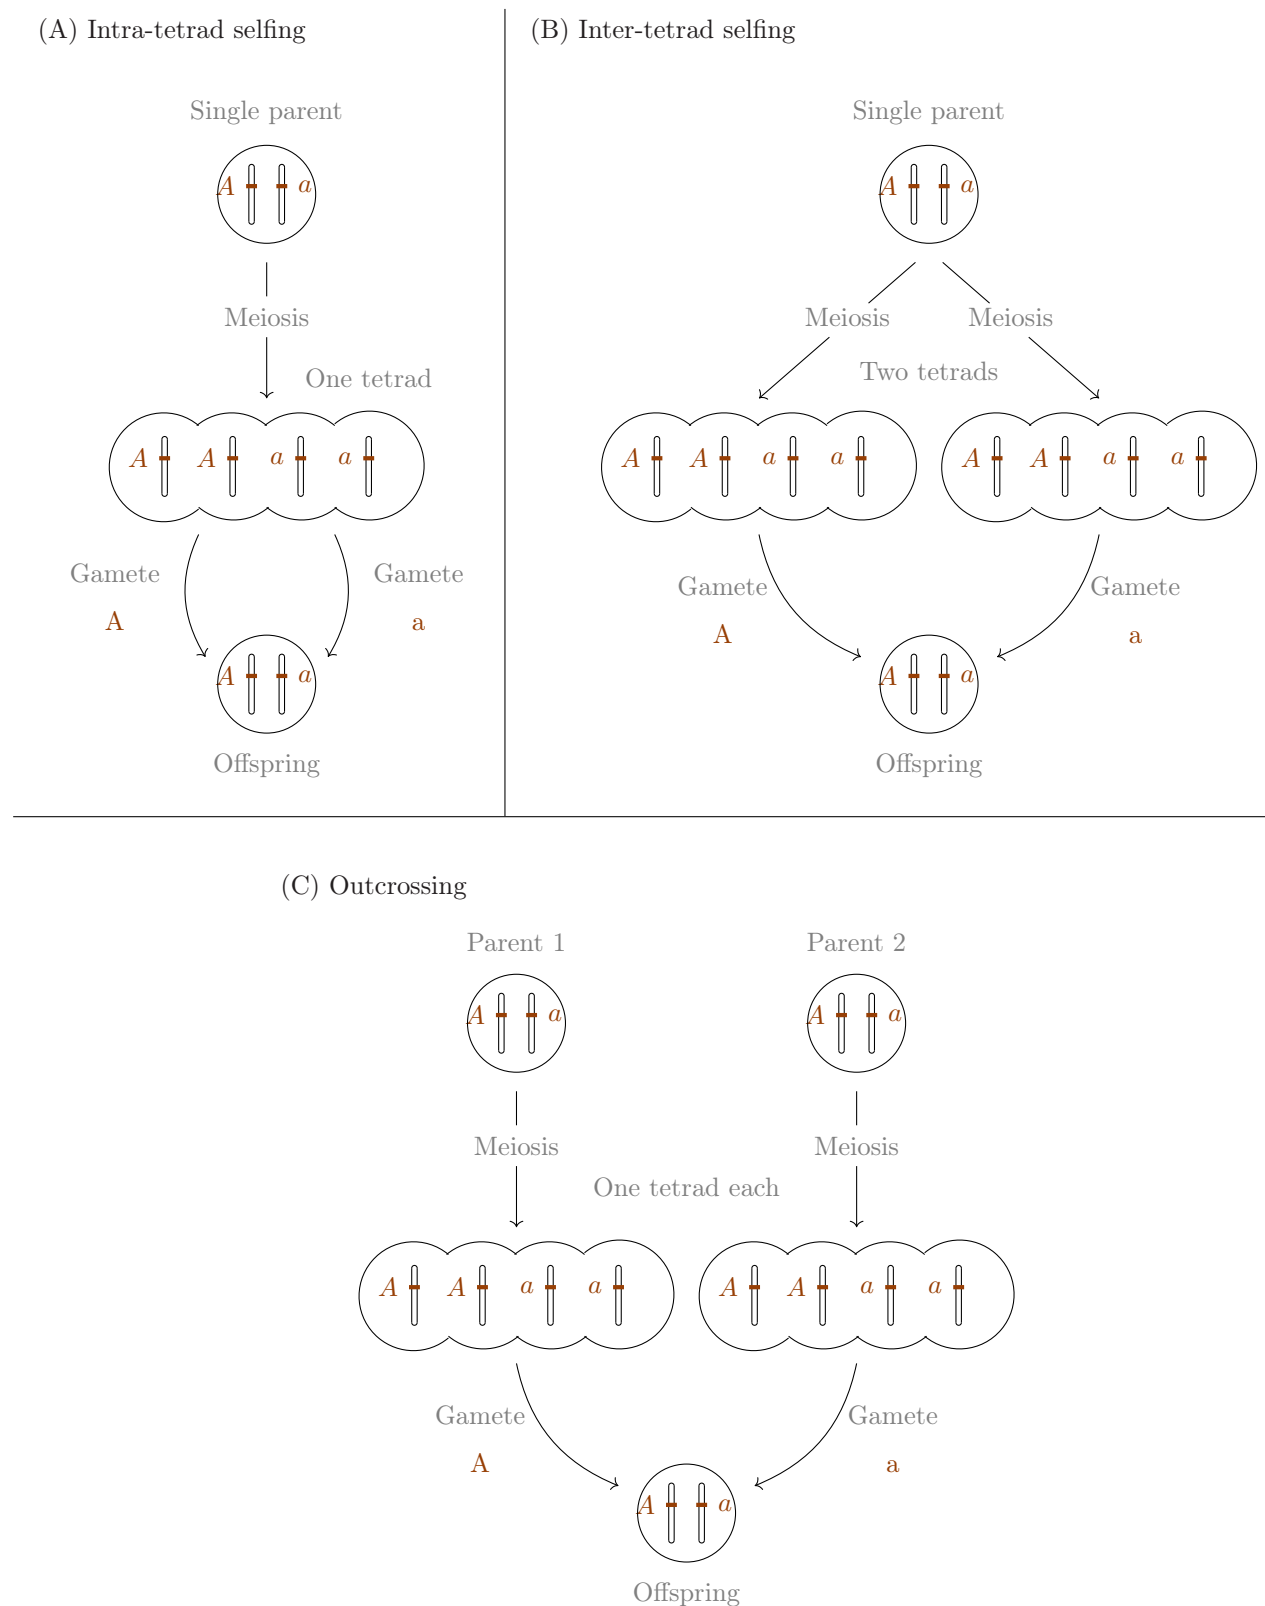 (A) Intra-tetrad selfing
Single parent
A a
Meiosis
One tetrad
A A a a
Gamete Gamete
A a
A a
Offspring
(B) Inter-tetrad selfing
Single parent
A a
Meiosis Meiosis
Two tetrads
A A a a A A a a
Gamete Gamete
A a
A a
Offspring
(C) Outcrossing
Parent 1 Parent 2
A a A a
Meiosis Meiosis
One tetrad each
A A a a A A a a
Gamete Gamete
A a
A a
Offspring